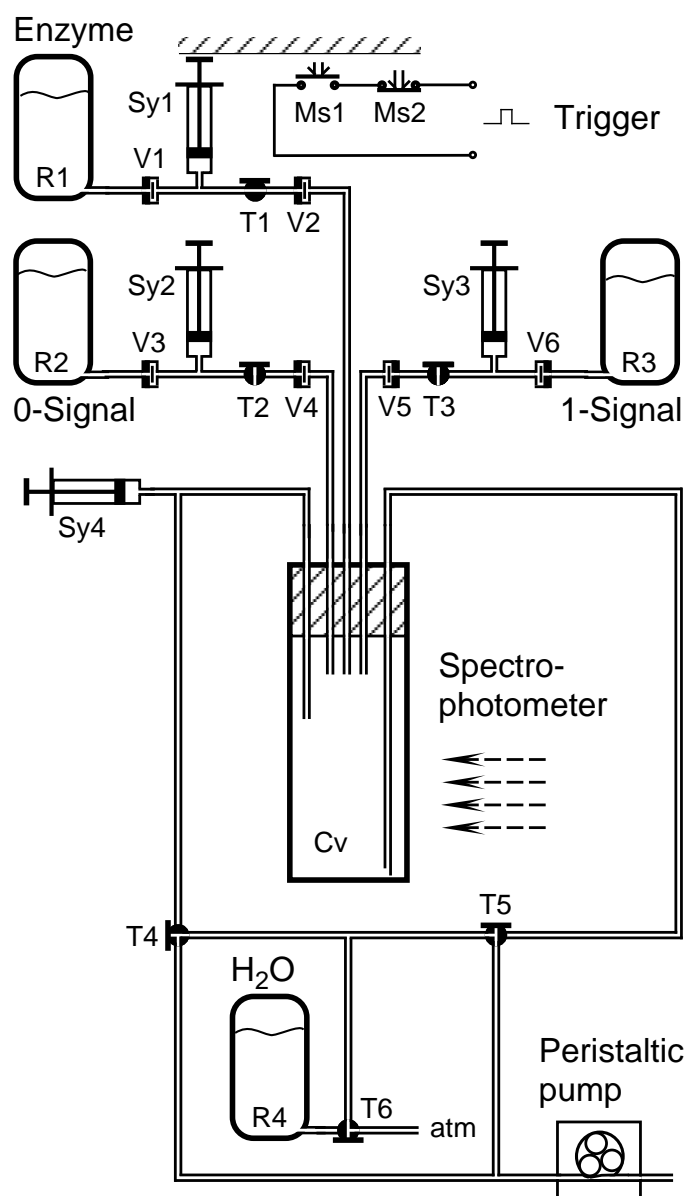 Enzyme
Sy1
Ms1
Ms2
Trigger
V1
R1
T1
V2
Sy2
Sy3
V3
V6
R2
R3
T2
V4
V5
T3
0-Signal
1-Signal
Sy4
Spectro-
photometer
Cv
T5
T4
H₂O
Peristaltic
pump
T6
R4
atm